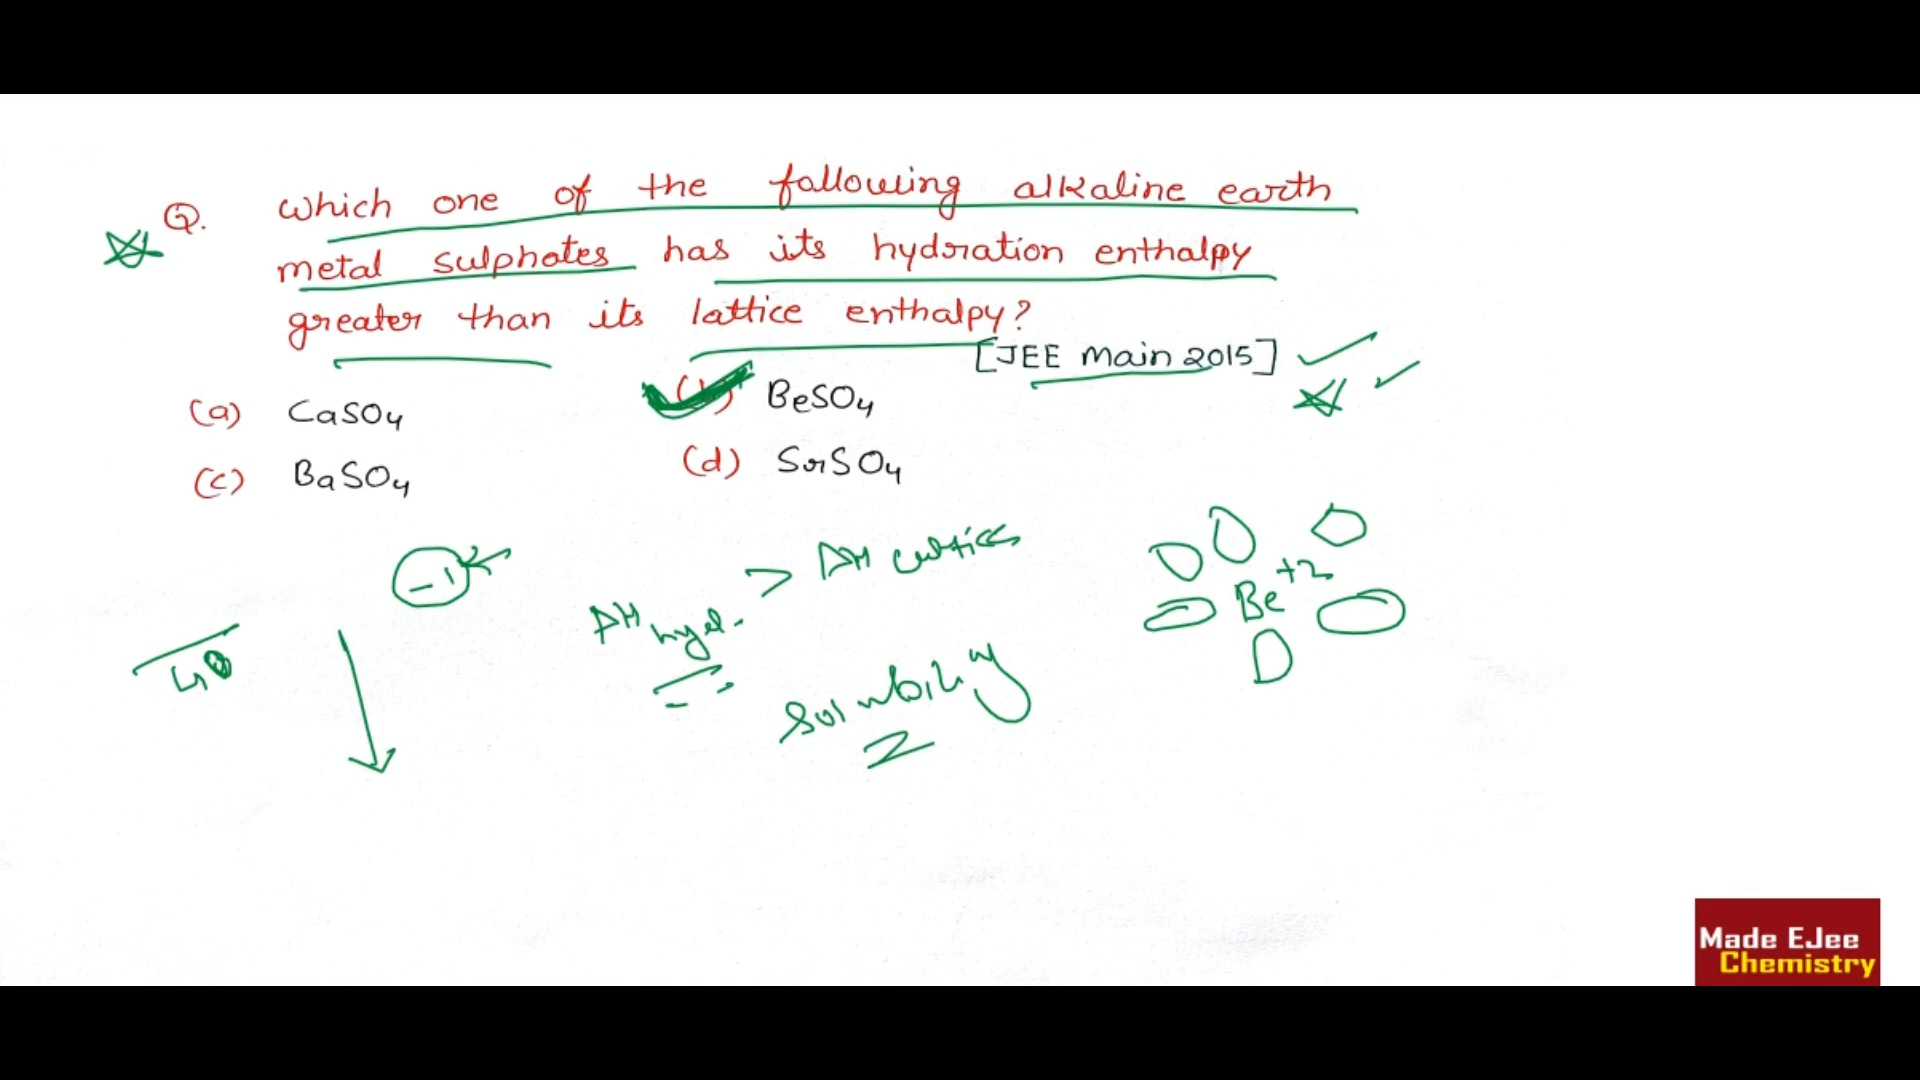 Q. Which one of the following alkaline earth
metal sulphates has its hydration enthalpy
greater than its lattice enthalpy?
[JEE Main 2015]
(a) CaSO4 BeSO4
(c) BaSO4 (d) SrSO4
ΔH hyd. > ΔH lattice
Be+2
Solubility
Made EJee
Chemistry